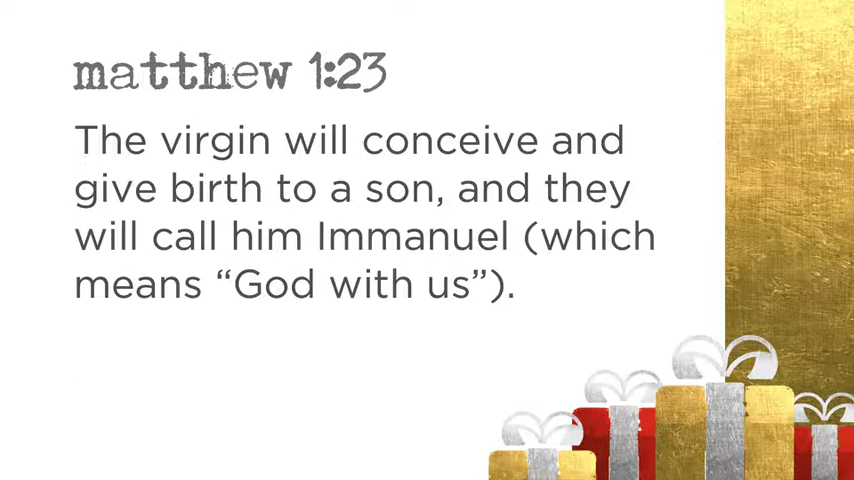 matthew 1:23
The virgin will conceive and
give birth to a son, and they
will call him Immanuel (which
means “God with us”).